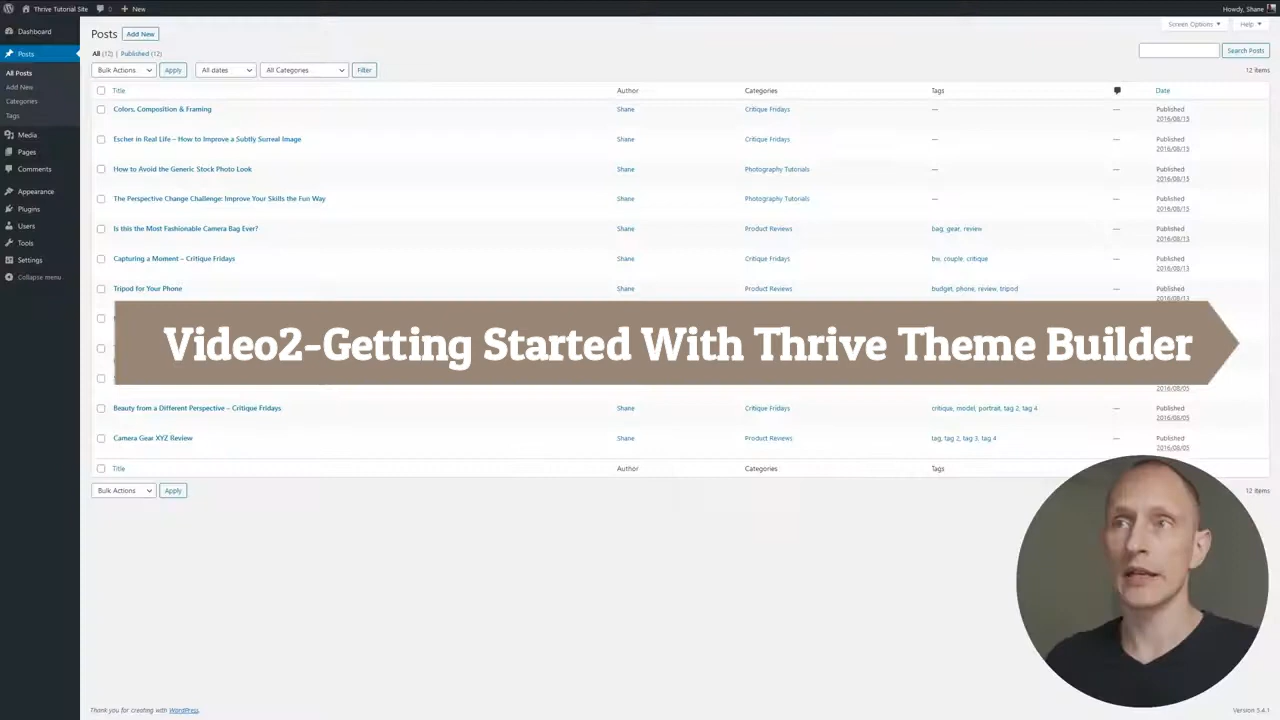 Thrive Tutorial Site 0 New Howdy, Shane
Dashboard
Posts
All Posts
Add New
Categories
Tags
Media
Pages
Comments
Appearance
Plugins
Users
Tools
Settings
Collapse menu
Screen Options Help
Posts Add New
All (12) | Published (12)
Search Posts
Bulk Actions Apply All dates All Categories Filter
12 items
Title Author Categories Tags Date
Colors, Composition & Framing Shane Critique Fridays — — Published
2016/08/15
Escher in Real Life – How to Improve a Subtly Surreal Image Shane Critique Fridays — — Published
2016/08/15
How to Avoid the Generic Stock Photo Look Shane Photography Tutorials — — Published
2016/08/15
The Perspective Change Challenge: Improve Your Skills the Fun Way Shane Photography Tutorials — — Published
2016/08/15
Is this the Most Fashionable Camera Bag Ever? Shane Product Reviews bag, gear, review — Published
2016/08/13
Capturing a Moment – Critique Fridays Shane Critique Fridays bw, couple, critique — Published
2016/08/13
Tripod for Your Phone Shane Product Reviews budget, phone, review, tripod — Published
2016/08/13
Video2-Getting Started With Thrive Theme Builder
2016/08/05
Beauty from a Different Perspective – Critique Fridays Shane Critique Fridays critique, model, portrait, tag 2, tag 4 — Published
2016/08/05
Camera Gear XYZ Review Shane Product Reviews tag, tag 2, tag 3, tag 4 — Published
2016/08/05
Title Author Categories Tags
Bulk Actions Apply
12 items
Thank you for creating with WordPress.
Version 5.4.1